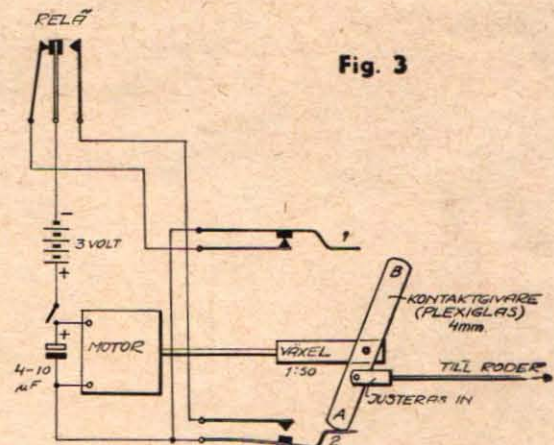 RELÄ
Fig. 3
−
3 VOLT
+
+
4-10
µF
MOTOR
VÄXEL
1:50
1
B
A
2
KONTAKTGIVARE
(PLEXIGLAS)
4mm.
TILL RODER
JUSTERAS IN